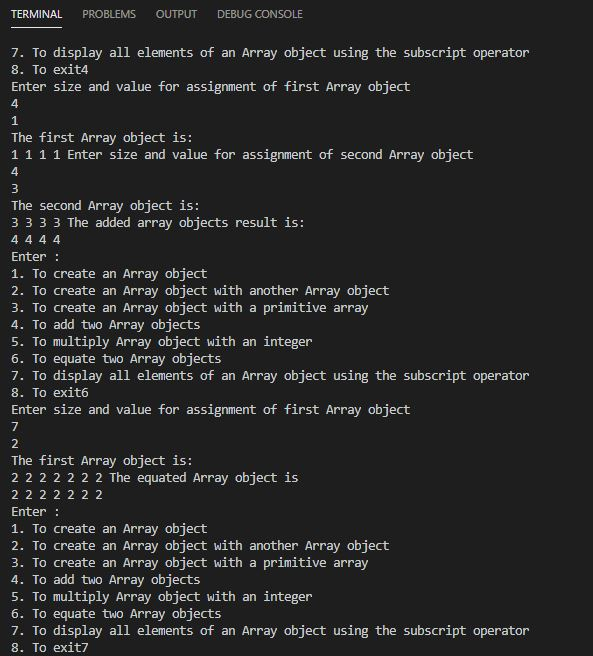 TERMINAL PROBLEMS OUTPUT DEBUG CONSOLE
7. To display all elements of an Array object using the subscript operator
8. To exit4
Enter size and value for assignment of first Array object
4
1
The first Array object is:
1 1 1 1 Enter size and value for assignment of second Array object
4
3
The second Array object is:
3 3 3 3 The added array objects result is:
4 4 4 4
Enter :
1. To create an Array object
2. To create an Array object with another Array object
3. To create an Array object with a primitive array
4. To add two Array objects
5. To multiply Array object with an integer
6. To equate two Array objects
7. To display all elements of an Array object using the subscript operator
8. To exit6
Enter size and value for assignment of first Array object
7
2
The first Array object is:
2 2 2 2 2 2 2 The equated Array object is
2 2 2 2 2 2 2
Enter :
1. To create an Array object
2. To create an Array object with another Array object
3. To create an Array object with a primitive array
4. To add two Array objects
5. To multiply Array object with an integer
6. To equate two Array objects
7. To display all elements of an Array object using the subscript operator
8. To exit7